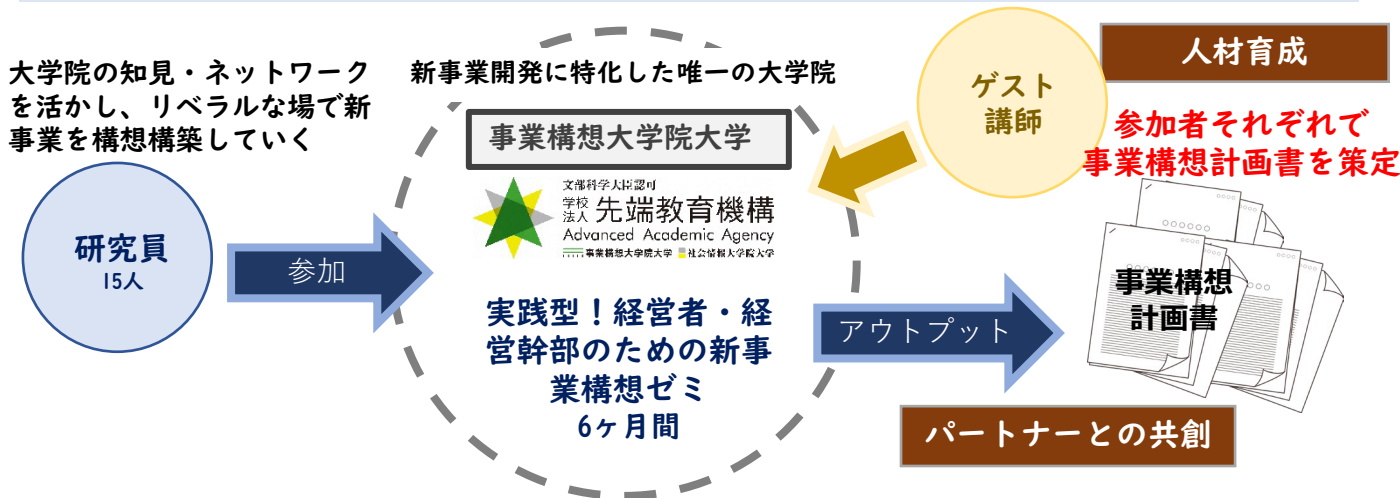 大学院の知見・ネットワーク
を活かし、リベラルな場で新
事業を構想構築していく
研究員
15人
参加
新事業開発に特化した唯一の大学院
事業構想大学院大学
文部科学大臣認可
学校法人 先端教育機構
Advanced Academic Agency
事業構想大学院大学 社会情報大学院大学
実践型！経営者・経
営幹部のための新事
業構想ゼミ
6ヶ月間
ゲスト
講師
人材育成
参加者それぞれで
事業構想計画書を策定
アウトプット
事業構想
計画書
パートナーとの共創